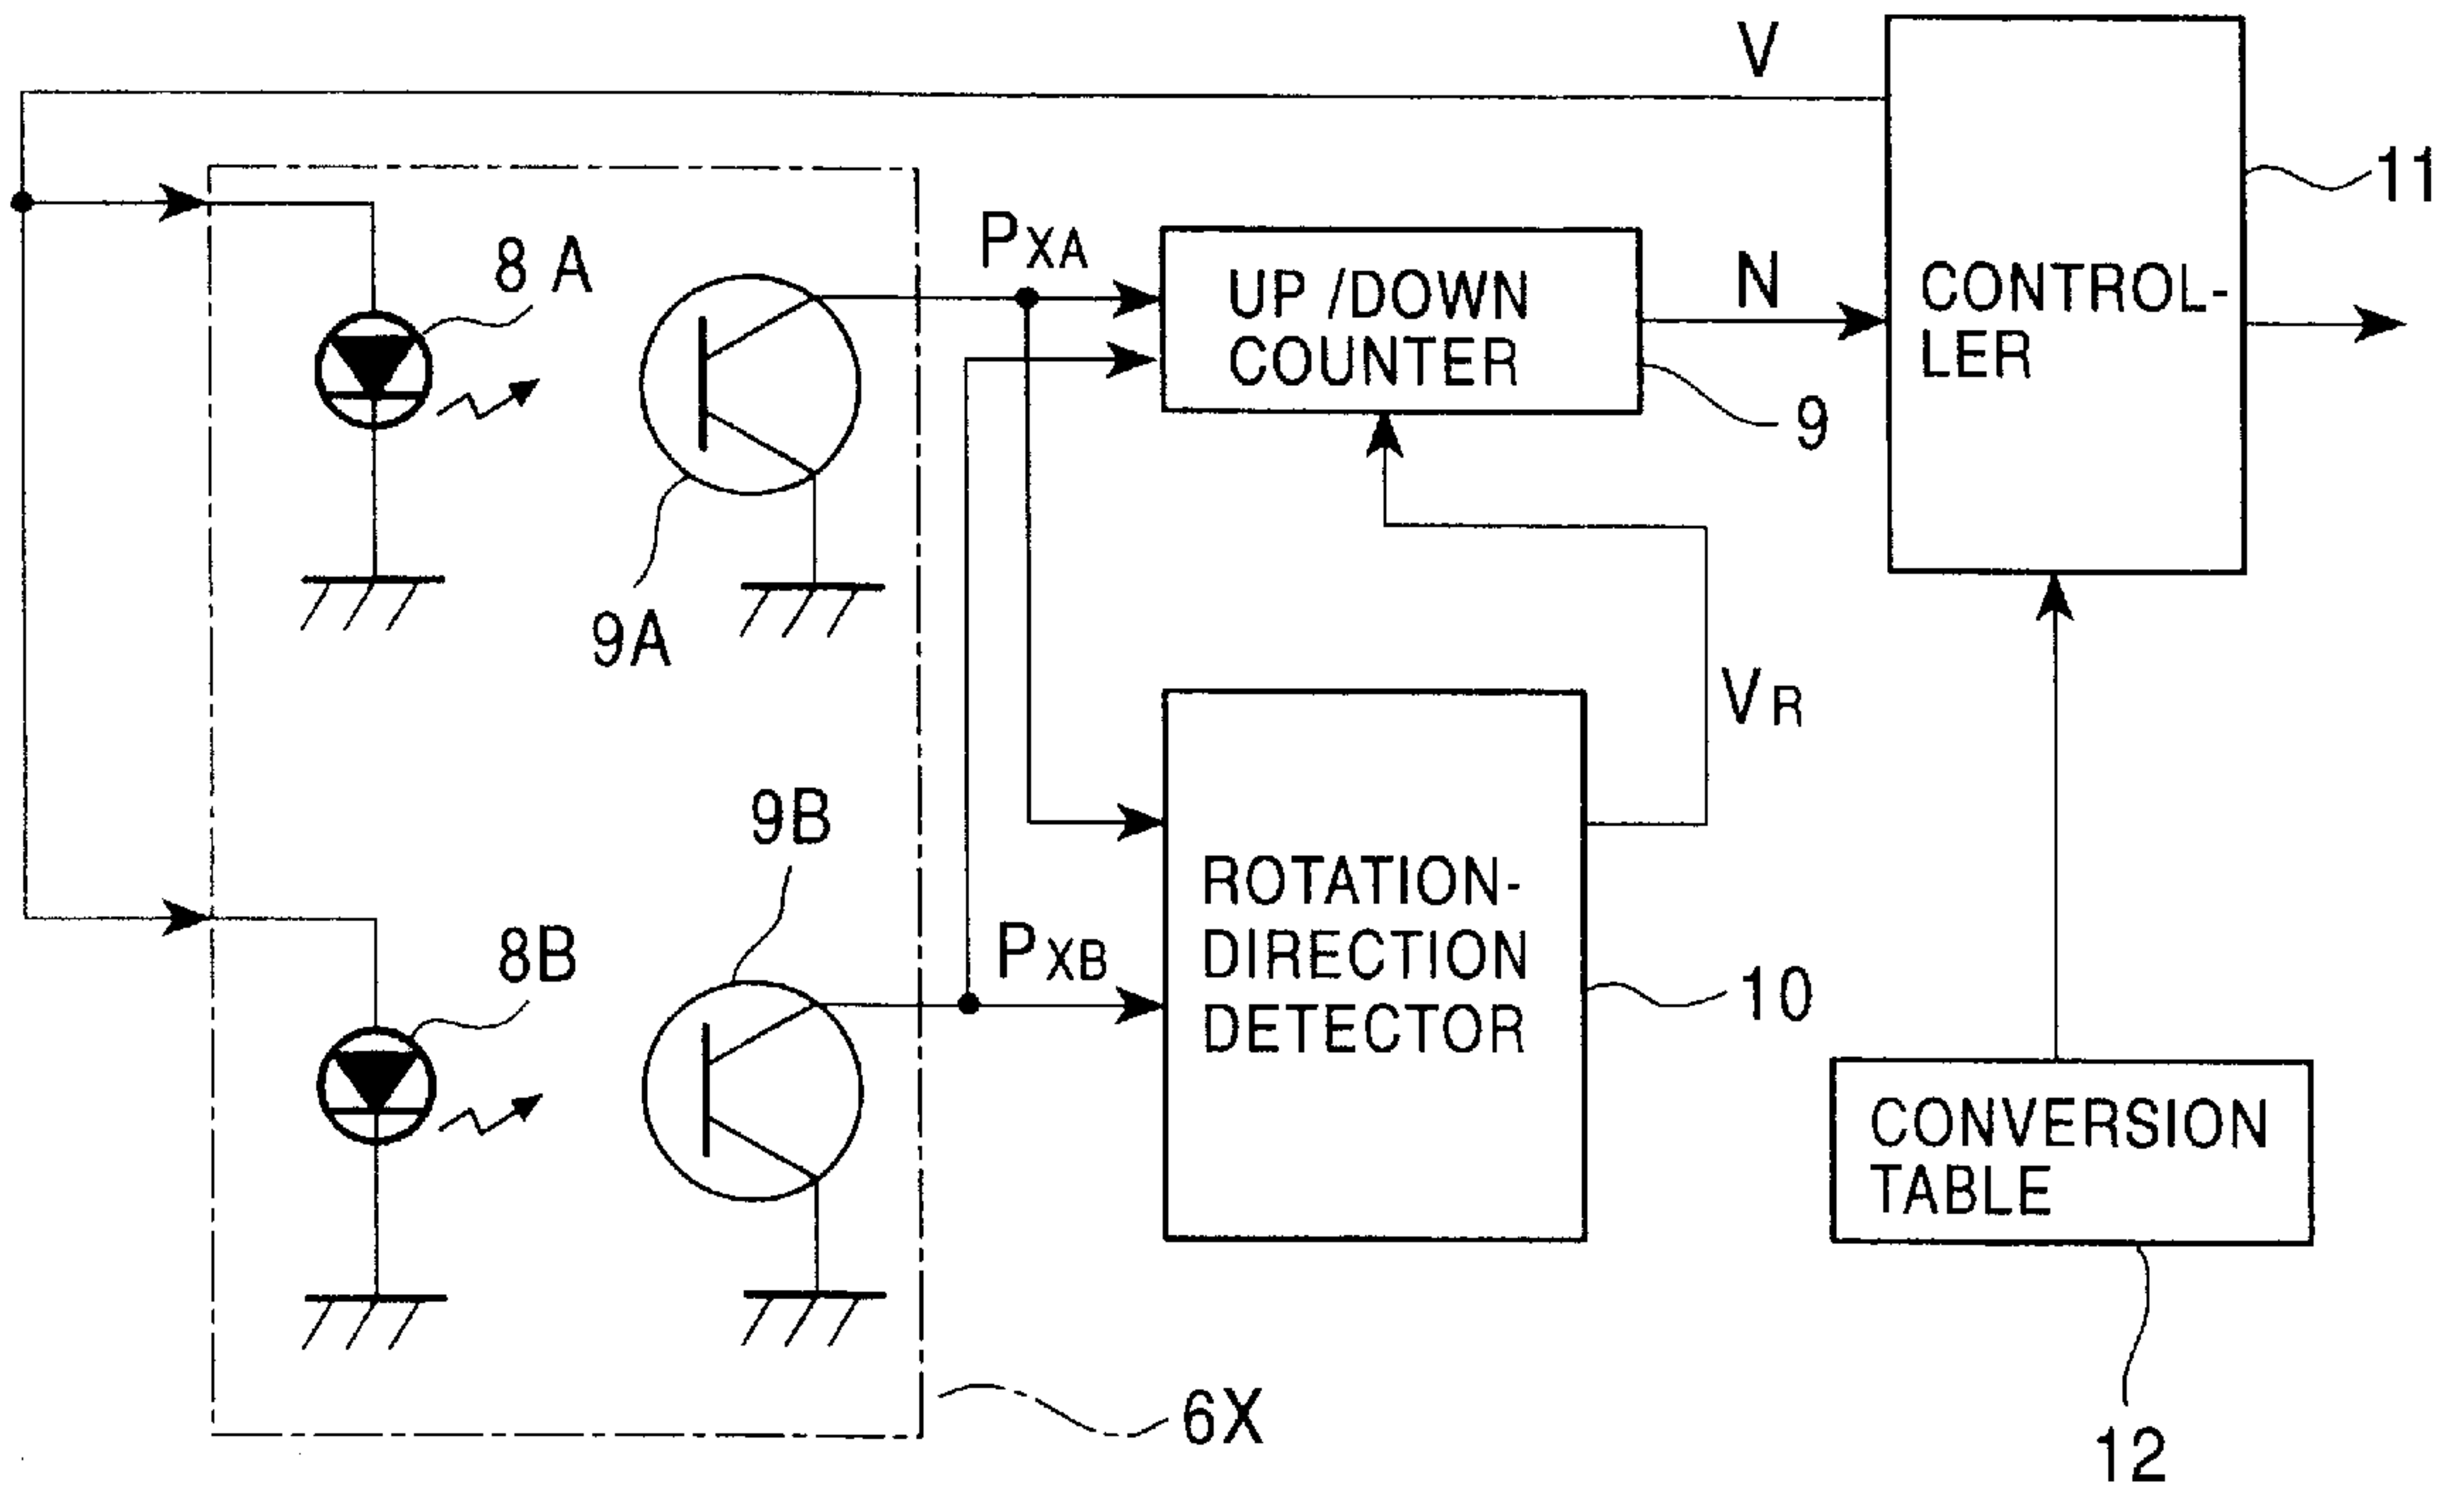 V
11
8 A
PXA
UP /DOWN
COUNTER
N
CONTROL-
LER
9
9A
VR
9B
ROTATION-
DIRECTION
DETECTOR
8B
PXB
10
CONVERSION
TABLE
6X
12